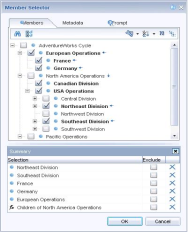 Member Selector
Members Metadata Prompt
AdventureWorks Cycle
European Operations
France
Germany
North America Operations
Canadian Division
USA Operations
Central Division
Northeast Division
Northwest Division
Southeast Division
Southwest Division
Pacific Operations
Summary
Selection Exclude
Northeast Division
Southeast Division
France
Germany
European Operations
Children of North America Operations
OK Cancel